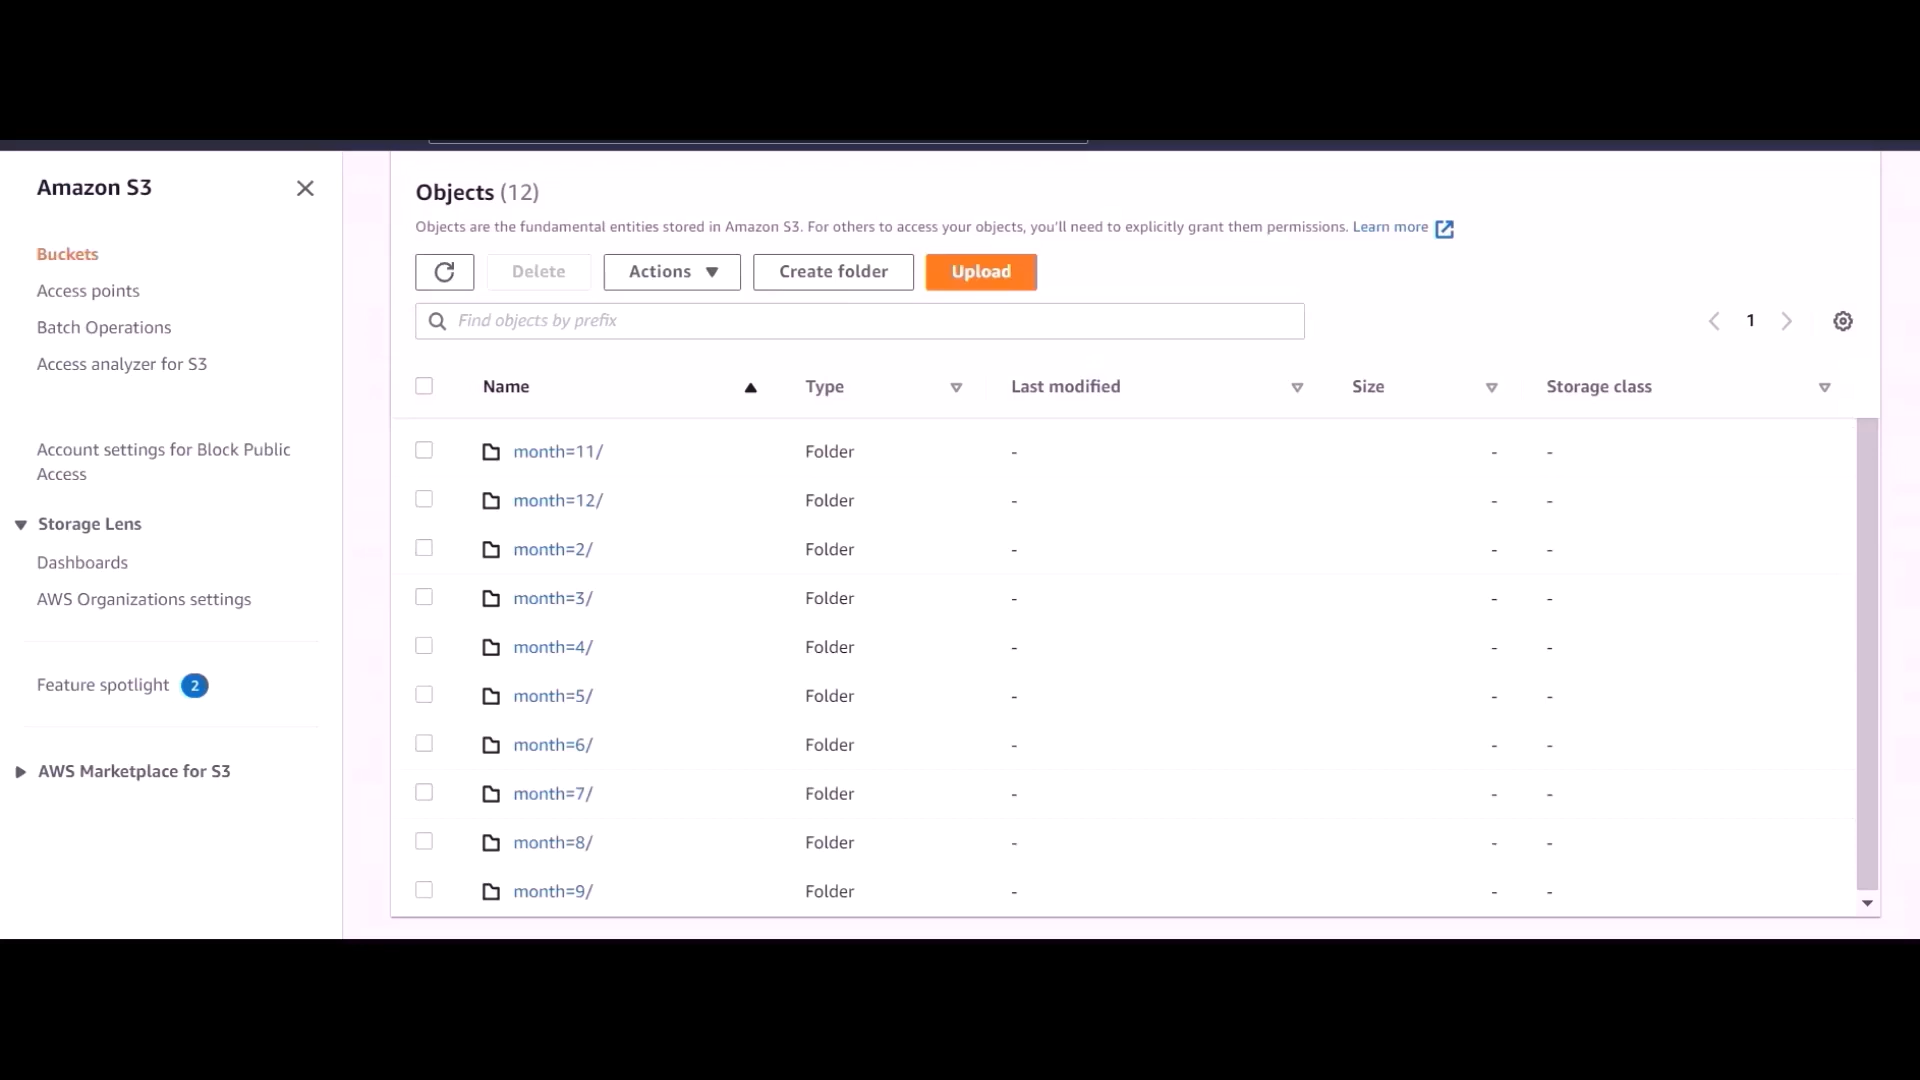 Amazon S3
Buckets
Access points
Batch Operations
Access analyzer for S3
Account settings for Block Public
Access
Storage Lens
Dashboards
AWS Organizations settings
Feature spotlight 2
AWS Marketplace for S3
Objects (12)
Objects are the fundamental entities stored in Amazon S3. For others to access your objects, you'll need to explicitly grant them permissions. Learn more
Delete Actions Create folder Upload
Find objects by prefix 1
Name Type Last modified Size Storage class
month=11/ Folder - - -
month=12/ Folder - - -
month=2/ Folder - - -
month=3/ Folder - - -
month=4/ Folder - - -
month=5/ Folder - - -
month=6/ Folder - - -
month=7/ Folder - - -
month=8/ Folder - - -
month=9/ Folder - - -